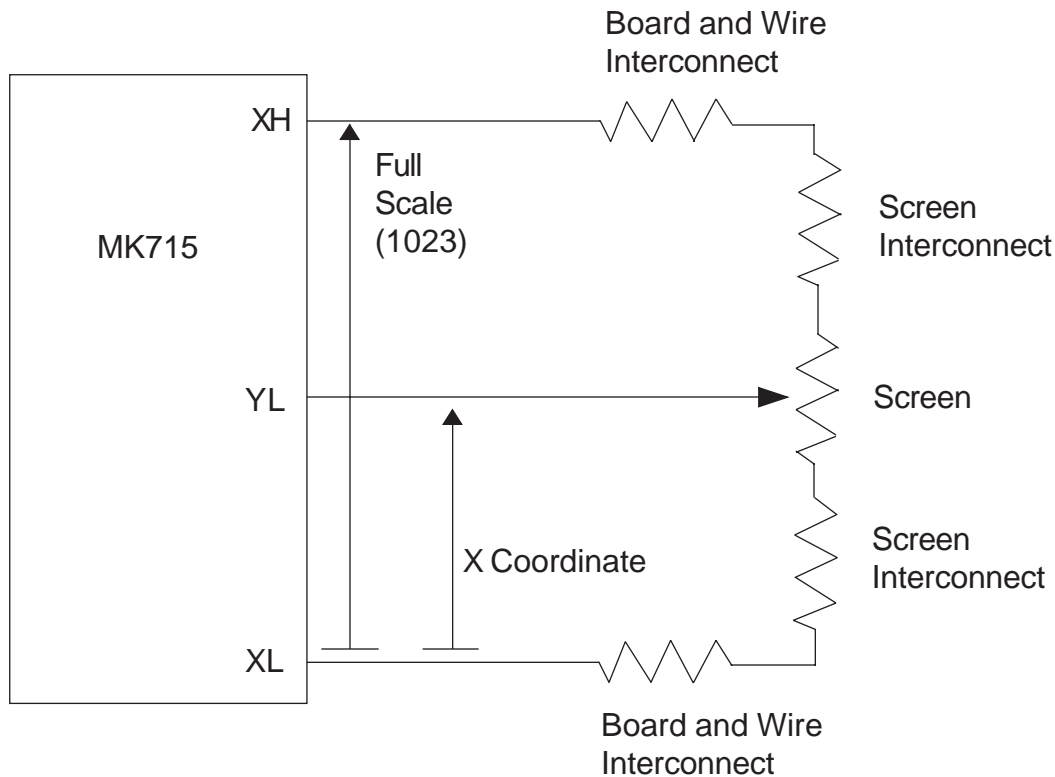 Board and Wire
Interconnect
XH
Full
Scale
(1023)
Screen
Interconnect
MK715
YL
Screen
X Coordinate
Screen
Interconnect
XL
Board and Wire
Interconnect